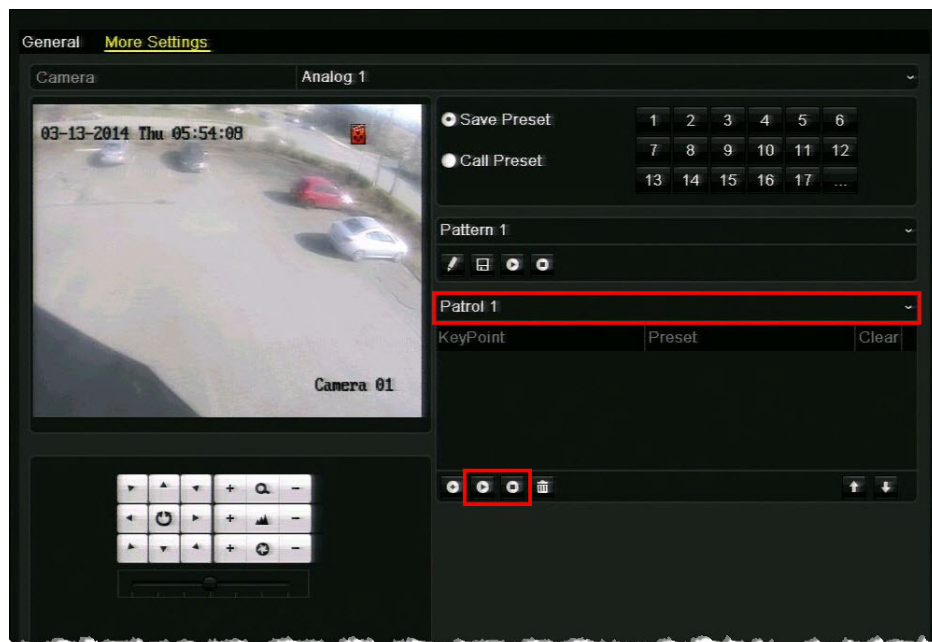 General More Settings
Camera Analog 1
03-13-2014 Thu 05:54:08
Camera 01
Save Preset
Call Preset
1 2 3 4 5 6
7 8 9 10 11 12
13 14 15 16 17 ...
Pattern 1
Patrol 1
KeyPoint Preset Clear